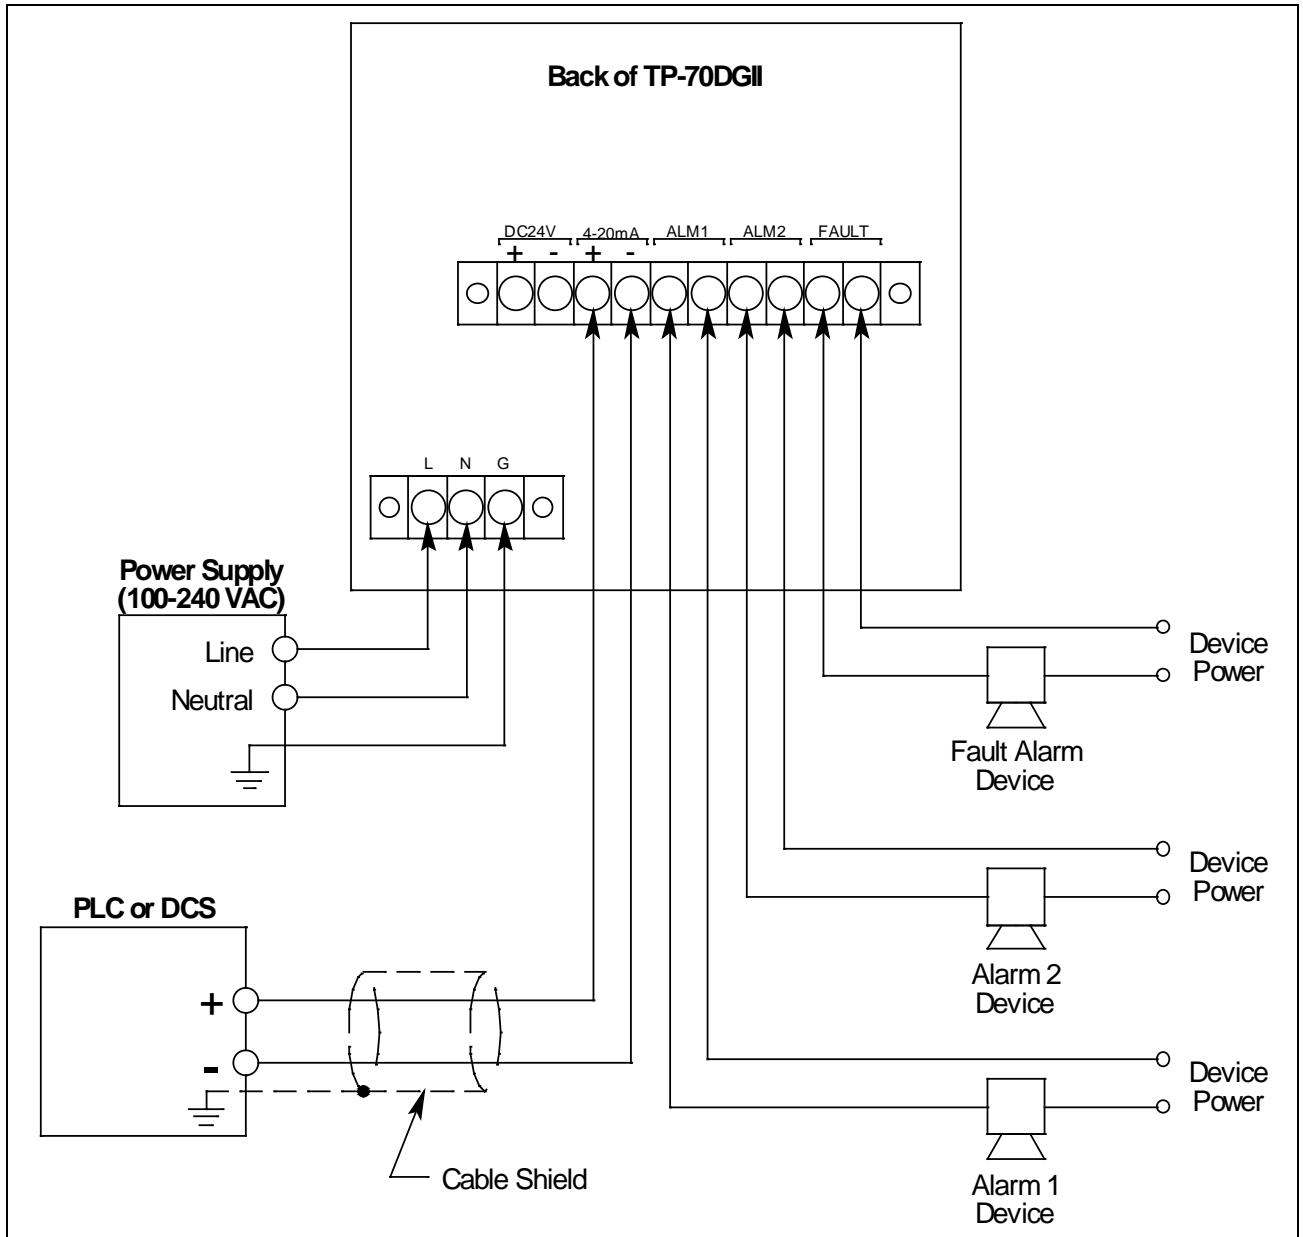 Back of TP-70DGII
DC24V 4-20mA ALM1 ALM2 FAULT
+ - + -
L N G
Power Supply
(100-240 VAC)
Line
Neutral
Device
Power
Fault Alarm
Device
Device
Power
Alarm 2
Device
PLC or DCS
+
-
Cable Shield
Device
Power
Alarm 1
Device